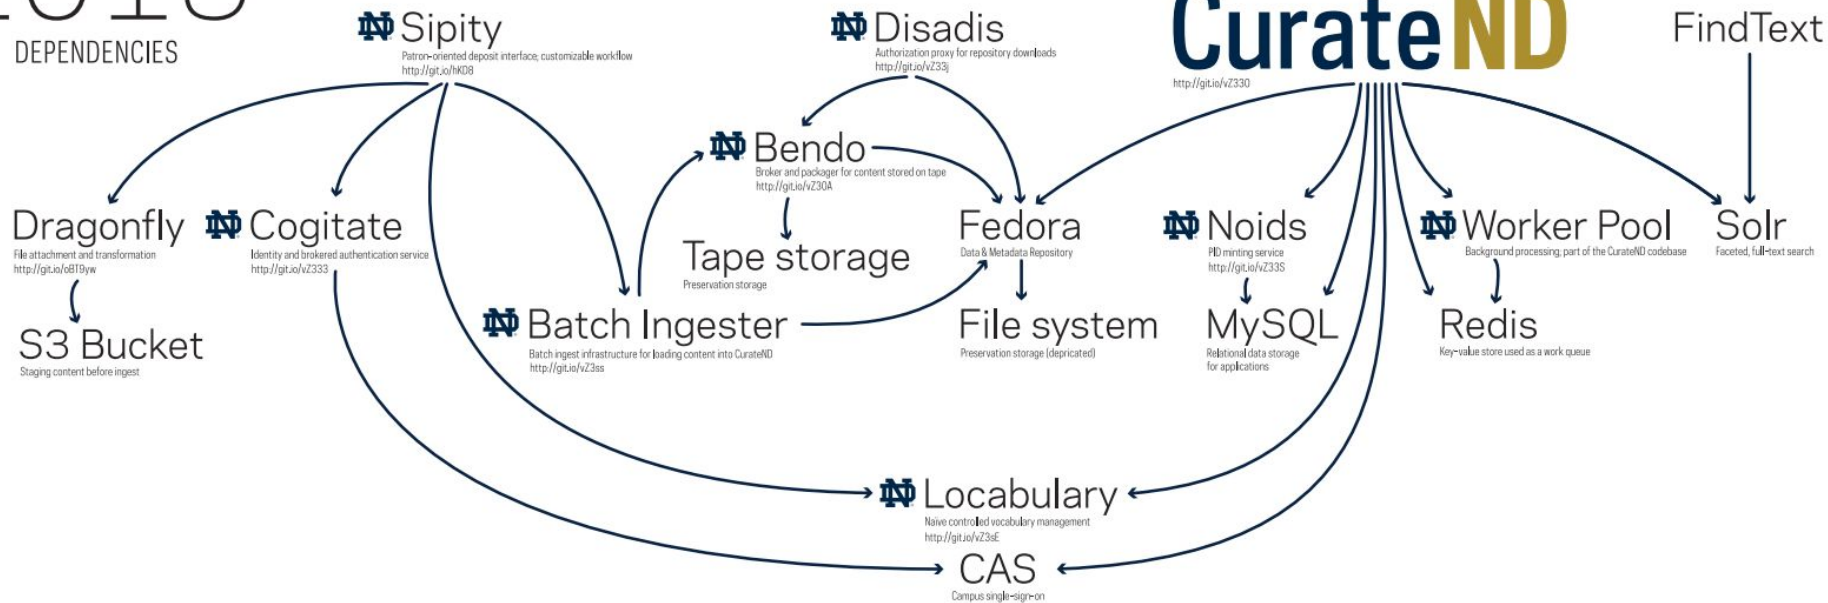 DEPENDENCIES
Sipity
Patron-oriented deposit interface; customizable workflow
http://git.io/hKD8
Disadis
Authorization proxy for repository downloads
http://git.io/vZ33j
CurateND
http://git.io/vZ330
FindText
Bendo
Broker and packager for content stored on tape
http://git.io/vZ30A
Dragonfly
File attachment and transformation
http://git.io/oBT9yw
Cogitate
Identity and brokered authentication service
http://git.io/vZ333
Tape storage
Preservation storage
Fedora
Data & Metadata Repository
Noids
PID minting service
http://git.io/vZ33S
Worker Pool
Background processing; part of the CurateND codebase
Solr
Faceted, full-text search
S3 Bucket
Staging content before ingest
Batch Ingester
Batch ingest infrastructure for loading content into CurateND
http://git.io/vZ3ss
File system
Preservation storage (depricated)
MySQL
Relational data storage
for applications
Redis
Key-value store used as a work queue
Locabulary
Naïve controlled vocabulary management
http://git.io/vZ3sE
CAS
Campus single-sign-on